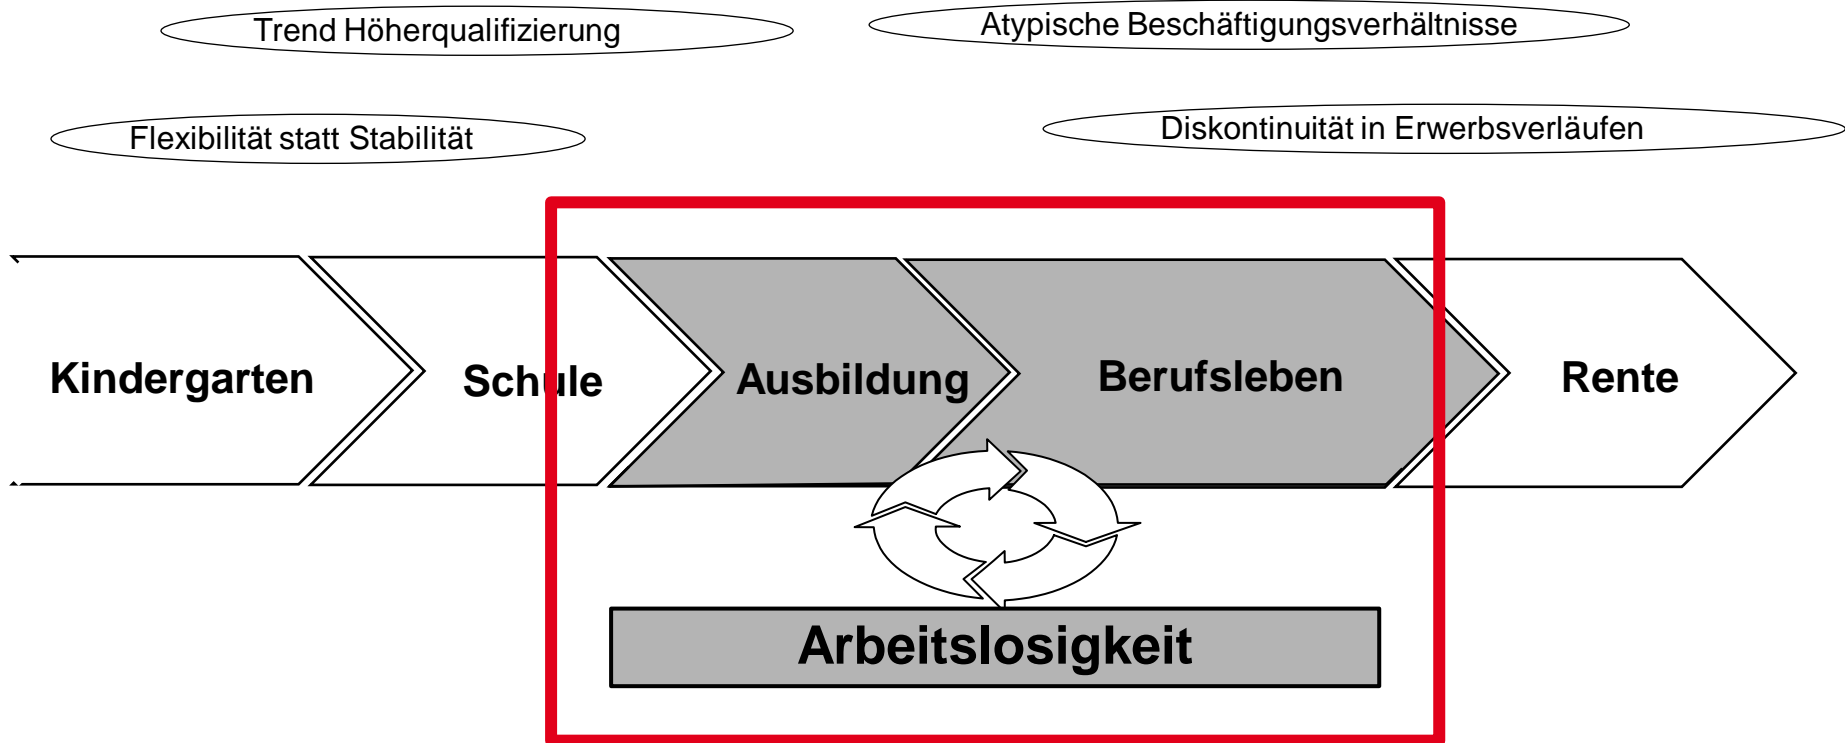 Trend Höherqualifizierung
Atypische Beschäftigungsverhältnisse
Flexibilität statt Stabilität
Diskontinuität in Erwerbsverläufen
Kindergarten
Schule
Ausbildung
Berufsleben
Rente
Arbeitslosigkeit